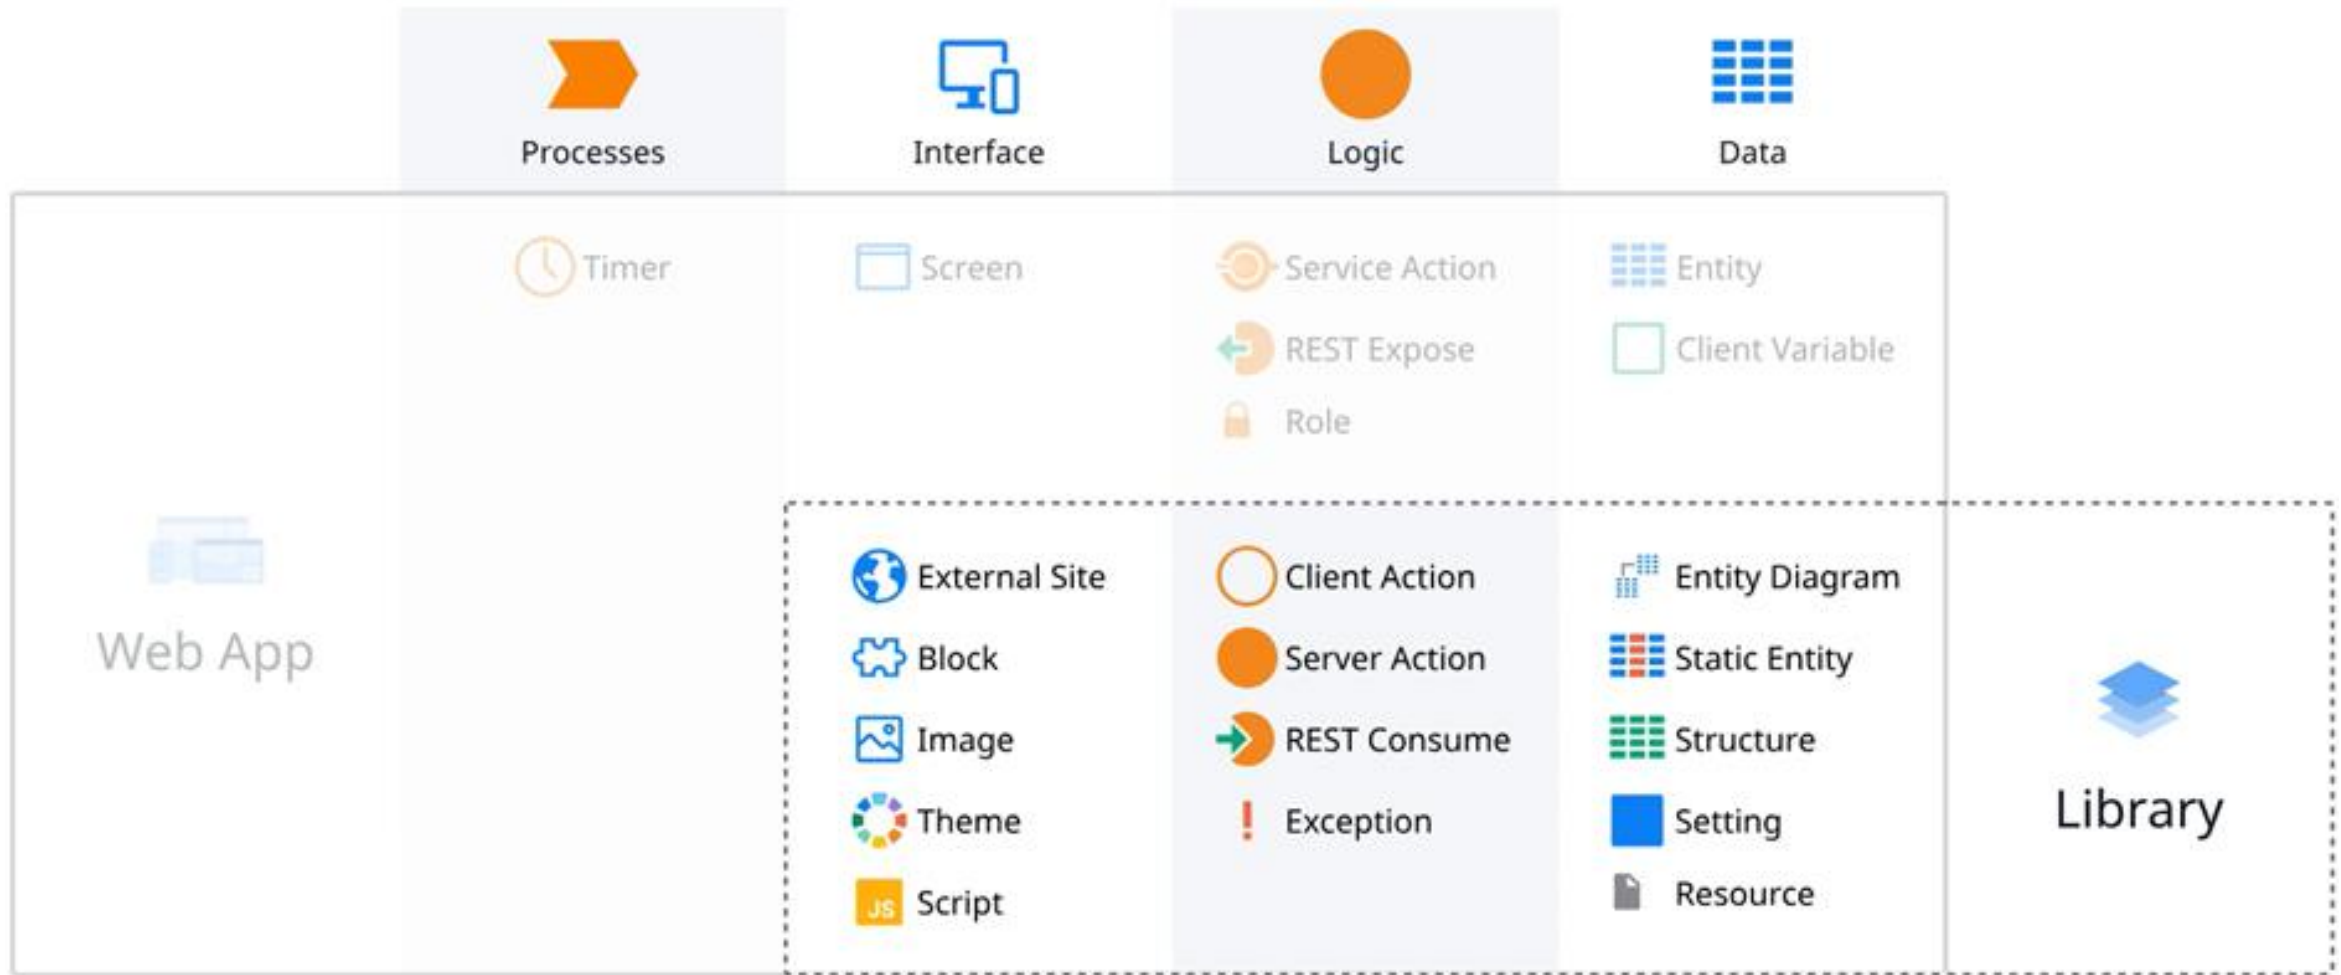 Processes
Interface
Logic
Data
Timer
Screen
Service Action
Entity
REST Expose
Client Variable
Role
Web App
External Site
Client Action
Entity Diagram
Block
Server Action
Static Entity
Image
REST Consume
Structure
Theme
Exception
Setting
JS
Script
Resource
Library